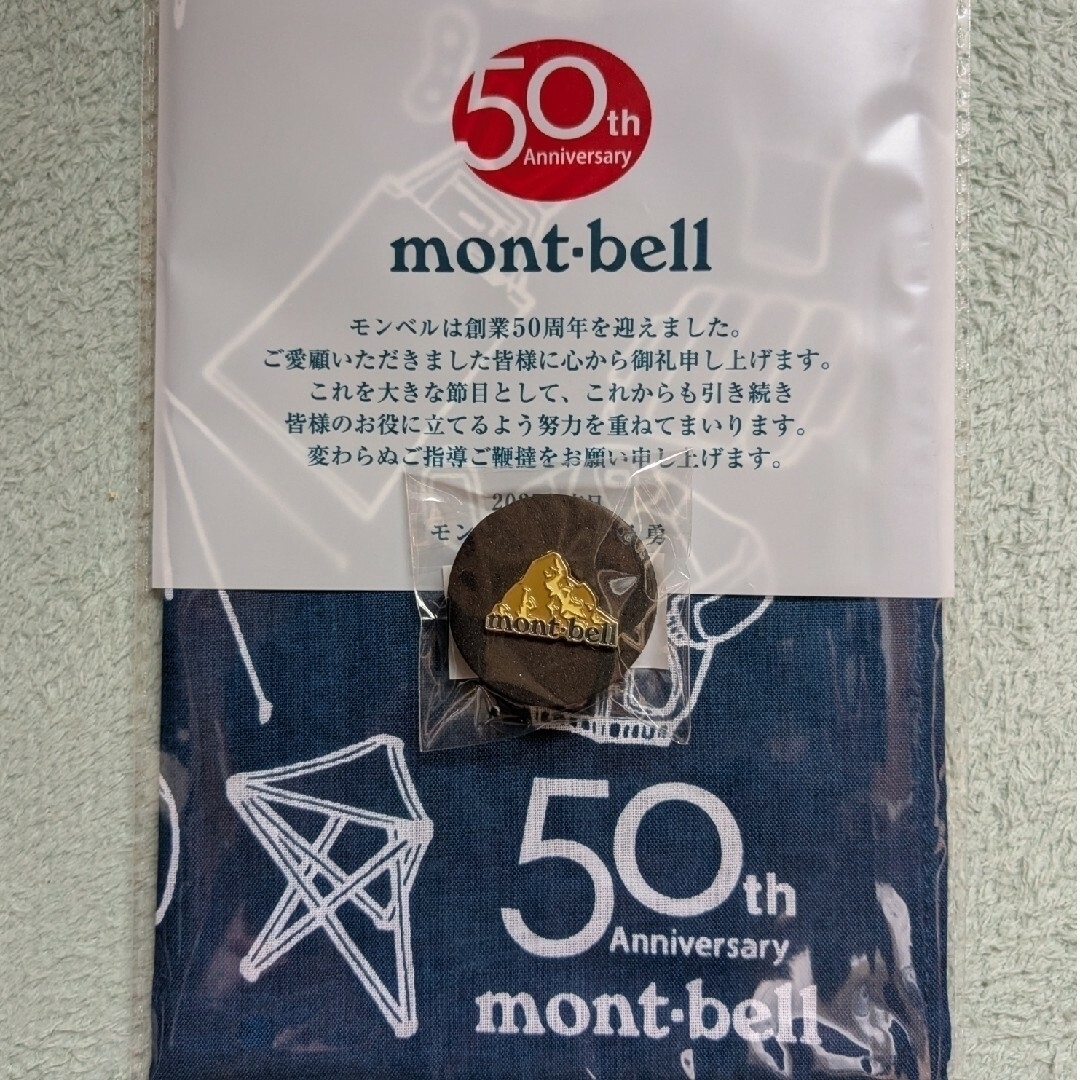 50th
Anniversary
mont-bell
モンベルは創業50周年を迎えました。
ご愛顧いただきました皆様に心から御礼申し上げます。
これを大きな節目として、これからも引き続き
皆様のお役に立てるよう努力を重ねてまいります。
変わらぬご指導ご鞭撻をお願い申し上げます。
勇
mont-bell
50th
Anniversary
mont-bell